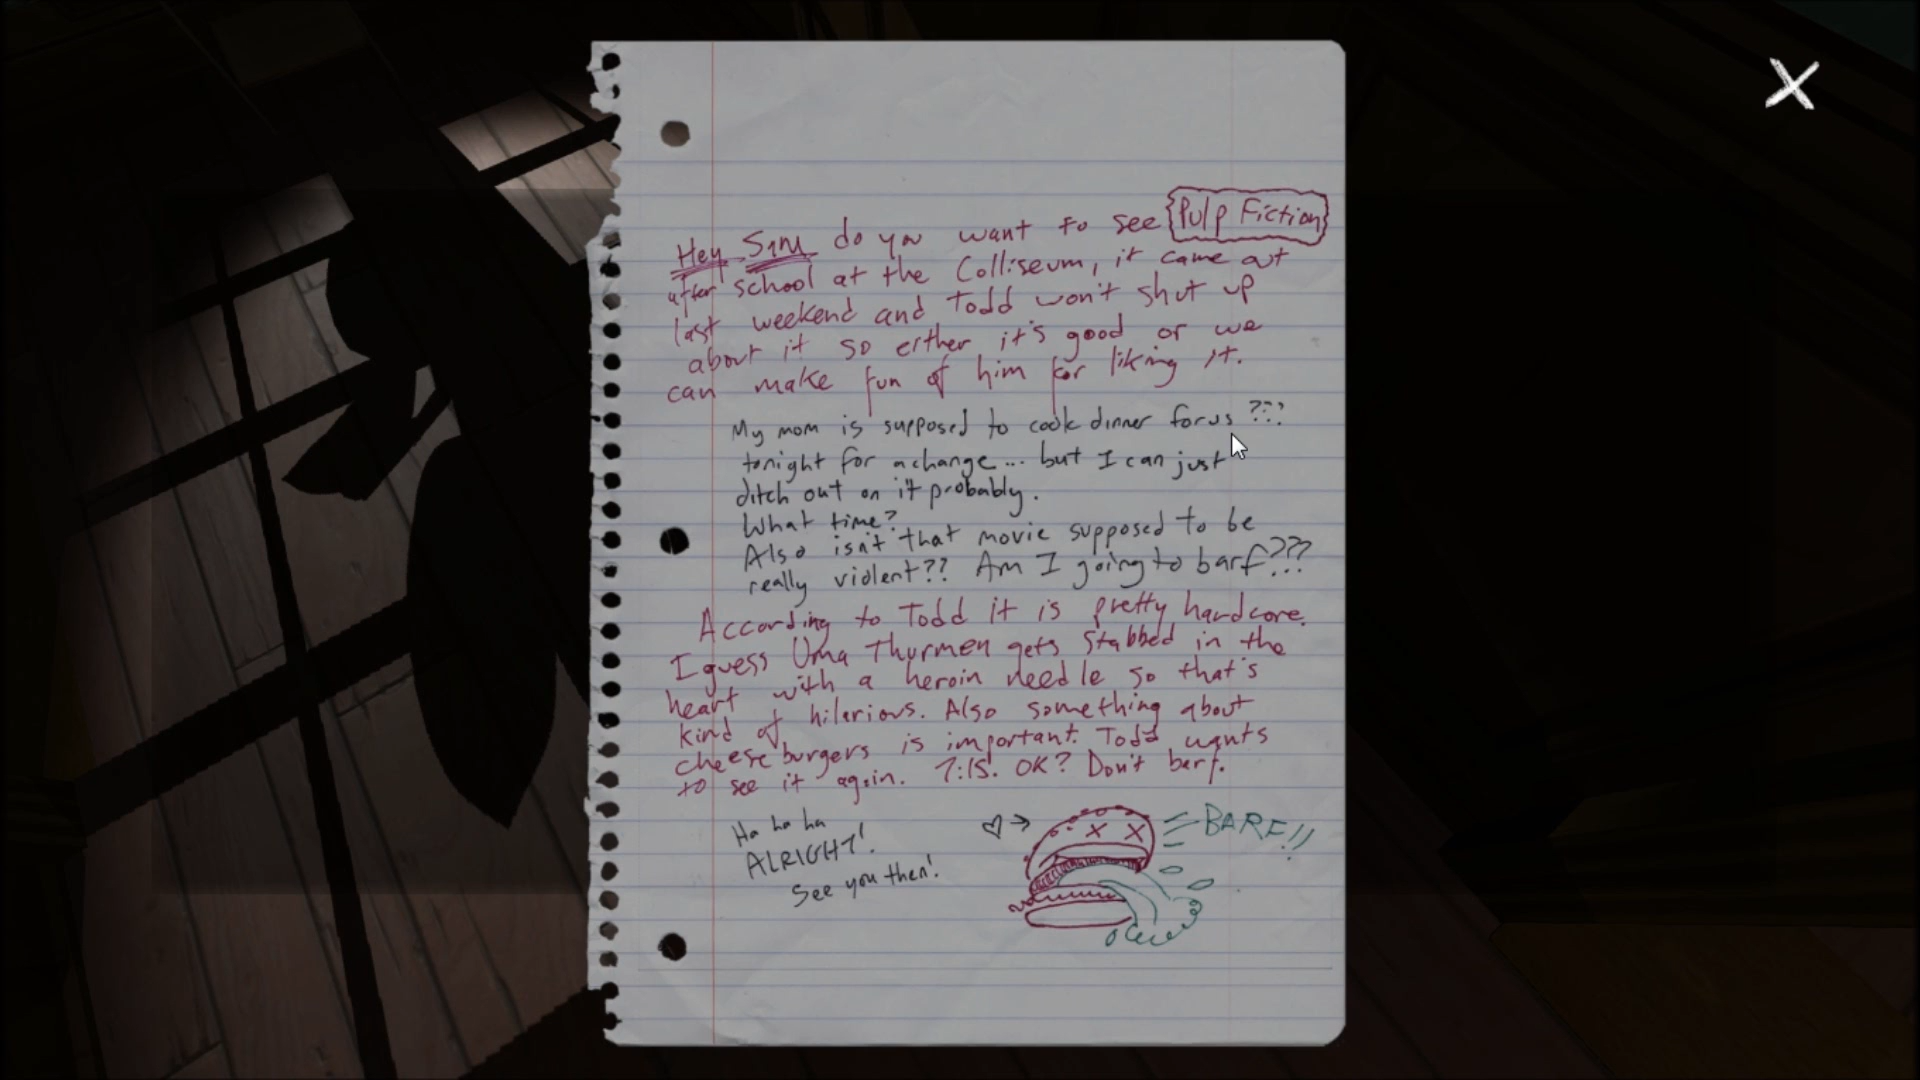 Hey Sam do you want to see Pulp Fiction
after school at the Colliseum, it came out
last weekend and Todd won't shut up
about it so either it's good or we
can make fun of him for liking it.
My mom is supposed to cook dinner for us ???
tonight for a change... but I can just
ditch out on it probably.
What time?
Also isn't that movie supposed to be
really violent?? Am I going to barf???
According to Todd it is pretty hardcore.
I guess Uma Thurmen gets stabbed in the
heart with a heroin needle so that's
kind of hilarious. Also something about
cheeseburgers is important. Todd wants
to see it again. 7:15. OK? Don't barf.
Ha ha ha
ALRIGHT!
See you then!
BARF!!